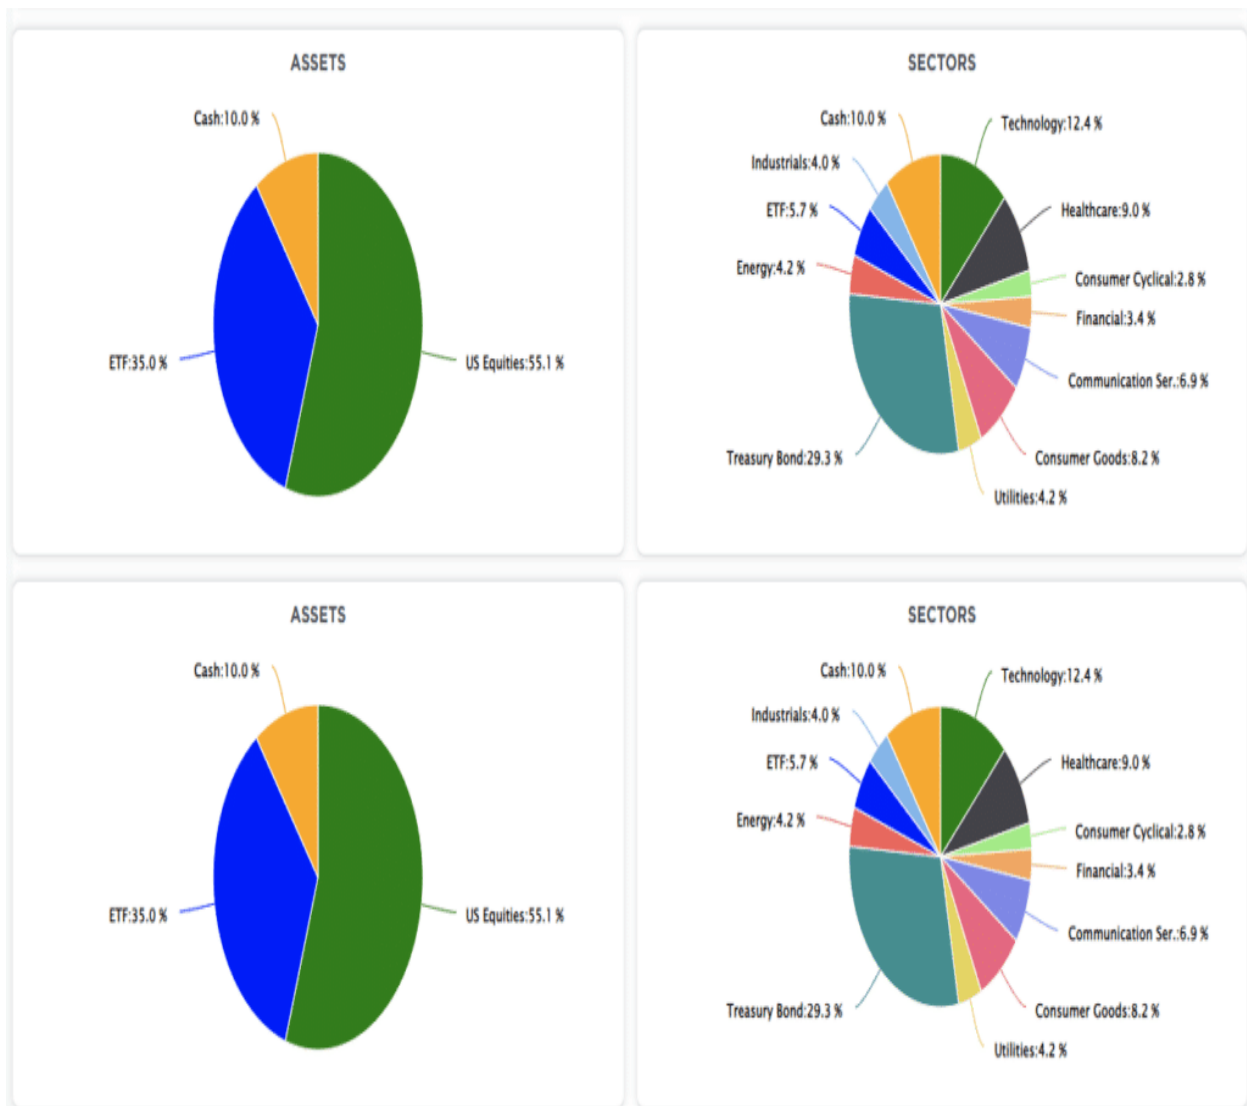 ASSETS
Cash:10.0 %
ETF:35.0 %
US Equities:55.1 %
SECTORS
Cash:10.0 %
Technology:12.4 %
Industrials:4.0 %
ETF:5.7 %
Healthcare:9.0 %
Energy:4.2 %
Consumer Cyclical:2.8 %
Financial:3.4 %
Communication Ser.:6.9 %
Treasury Bond:29.3 %
Consumer Goods:8.2 %
Utilities:4.2 %
ASSETS
Cash:10.0 %
ETF:35.0 %
US Equities:55.1 %
SECTORS
Cash:10.0 %
Technology:12.4 %
Industrials:4.0 %
ETF:5.7 %
Healthcare:9.0 %
Energy:4.2 %
Consumer Cyclical:2.8 %
Financial:3.4 %
Communication Ser.:6.9 %
Treasury Bond:29.3 %
Consumer Goods:8.2 %
Utilities:4.2 %